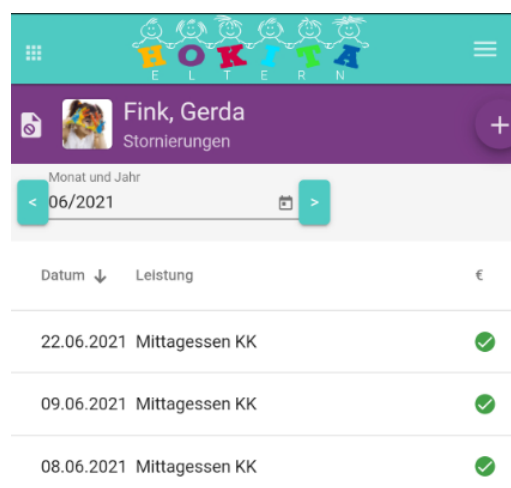 HOKITA
ELTERN
Fink, Gerda
Stornierungen
+
Monat und Jahr
< 06/2021 >
Datum ↓ Leistung €
22.06.2021 Mittagessen KK
09.06.2021 Mittagessen KK
08.06.2021 Mittagessen KK